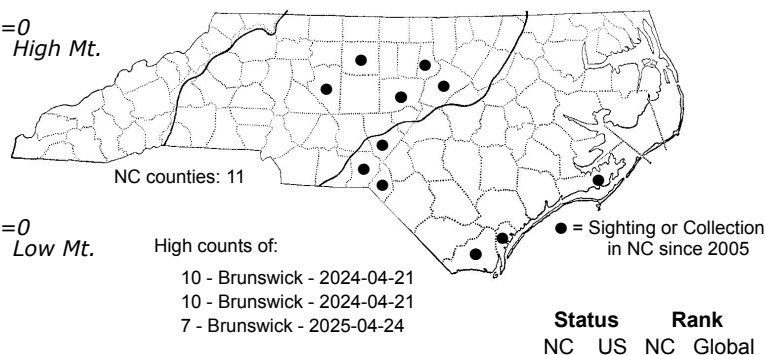 =0
High Mt.
NC counties: 11
=0
Low Mt.
High counts of:
10 - Brunswick - 2024-04-21
10 - Brunswick - 2024-04-21
7 - Brunswick - 2025-04-24
● = Sighting or Collection
in NC since 2005
Status Rank
NC US NC Global